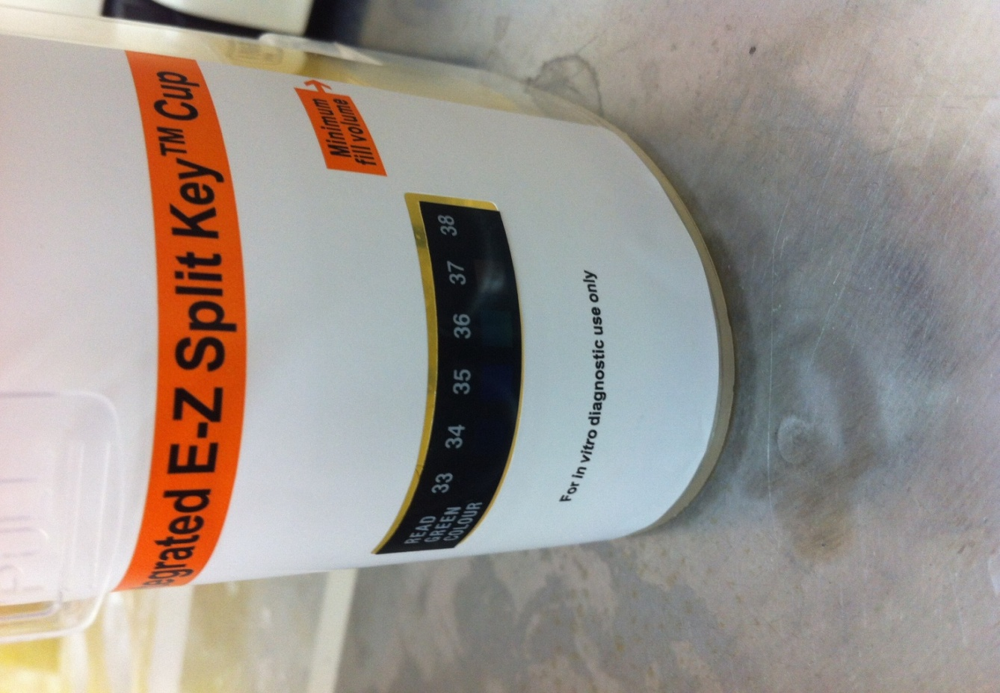 egrated E-Z Split Key™ Cup
Minimum
fill volume
READ
GREEN
COLOUR
33 34 35 36 37 38
For in vitro diagnostic use only